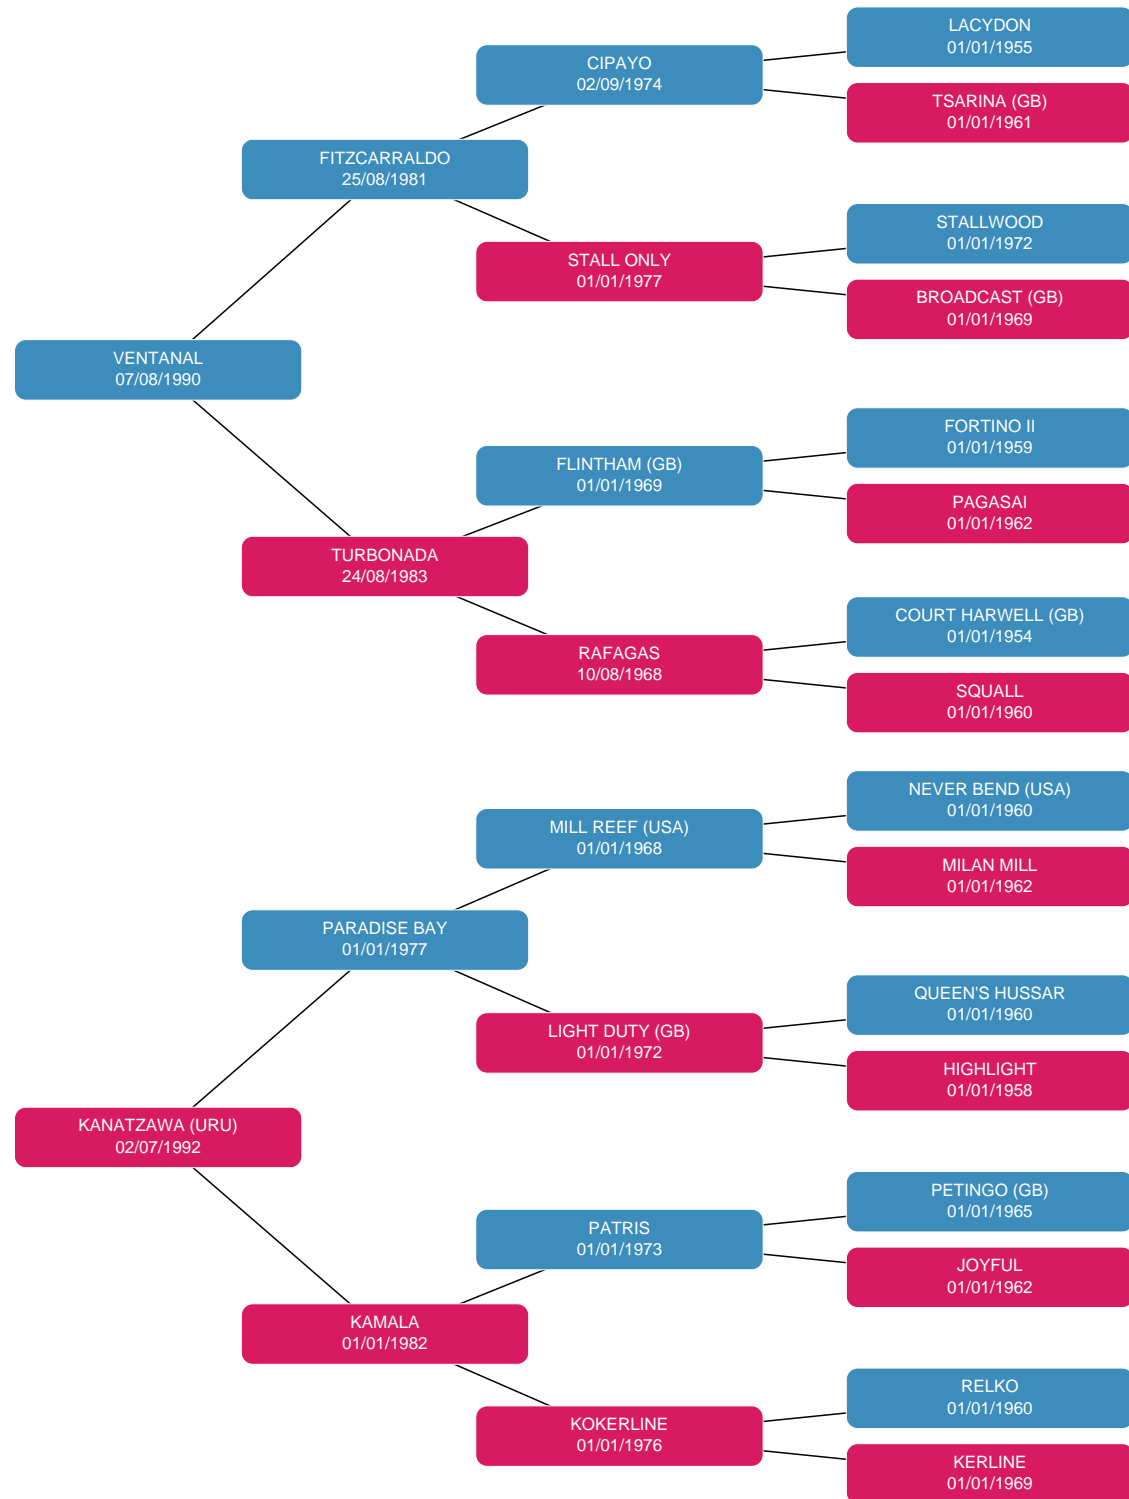 LACYDON
01/01/1955
CIPAYO
02/09/1974
TSARINA (GB)
01/01/1961
FITZCARRALDO
25/08/1981
STALLWOOD
01/01/1972
STALL ONLY
01/01/1977
BROADCAST (GB)
01/01/1969
VENTANAL
07/08/1990
FORTINO II
01/01/1959
FLINTHAM (GB)
01/01/1969
PAGASAI
01/01/1962
TURBONADA
24/08/1983
COURT HARWELL (GB)
01/01/1954
RAFAGAS
10/08/1968
SQUALL
01/01/1960
NEVER BEND (USA)
01/01/1960
MILL REEF (USA)
01/01/1968
MILAN MILL
01/01/1962
PARADISE BAY
01/01/1977
QUEEN'S HUSSAR
01/01/1960
LIGHT DUTY (GB)
01/01/1972
HIGHLIGHT
01/01/1958
KANATZAWA (URU)
02/07/1992
PETINGO (GB)
01/01/1965
PATRIS
01/01/1973
JOYFUL
01/01/1962
KAMALA
01/01/1982
RELKO
01/01/1960
KOKERLINE
01/01/1976
KERLINE
01/01/1969